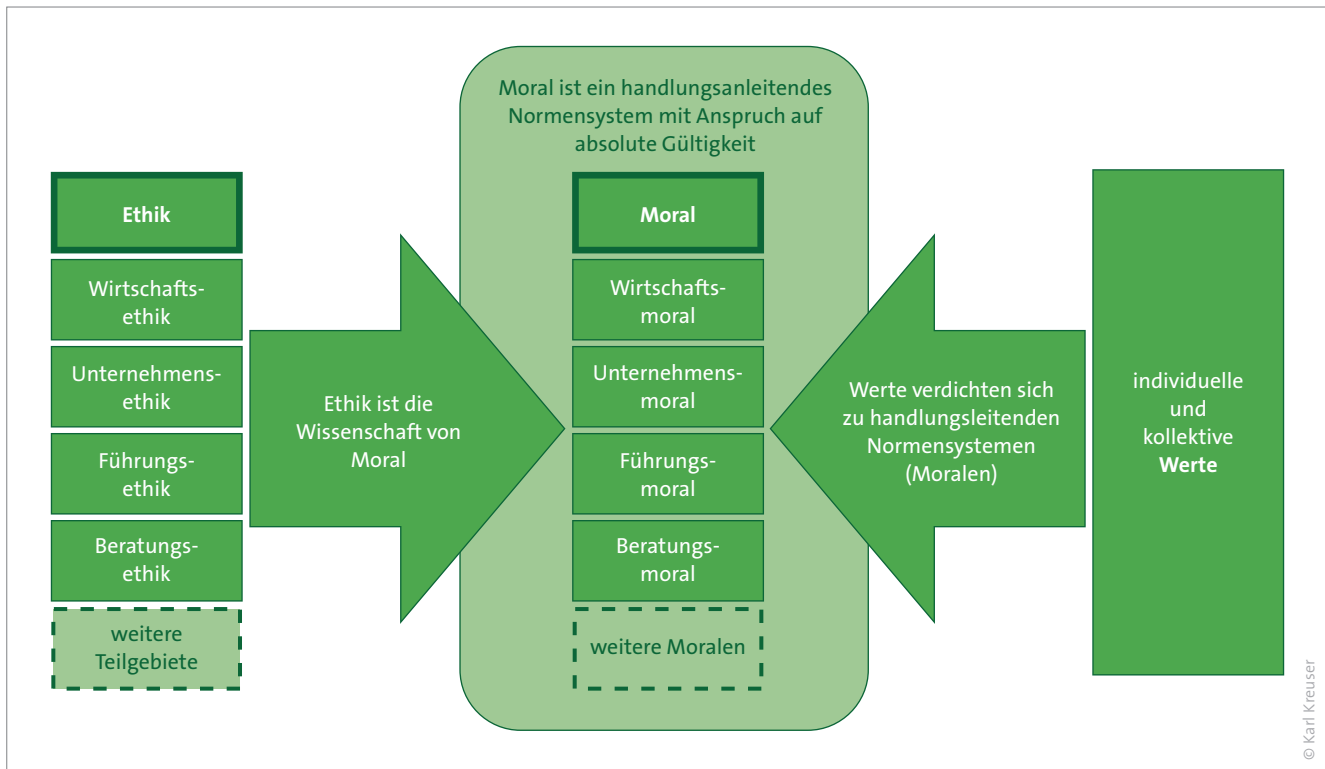 Moral ist ein handlungsanleitendes
Normensystem mit Anspruch auf
absolute Gültigkeit
Ethik
Wirtschafts-
ethik
Unternehmens-
ethik
Führungs-
ethik
Beratungs-
ethik
weitere
Teilgebiete
Ethik ist die
Wissenschaft von
Moral
Moral
Wirtschafts-
moral
Unternehmens-
moral
Führungs-
moral
Beratungs-
moral
weitere Moralen
Werte verdichten sich
zu handlungsleitenden
Normensystemen
(Moralen)
individuelle
und
kollektive
Werte
© Karl Kreuser